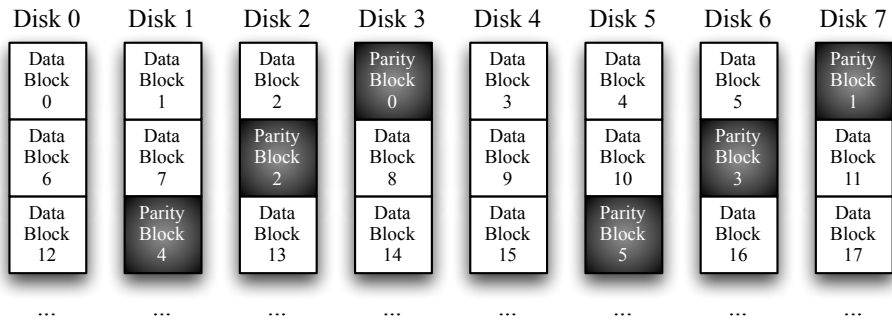 Disk 0 Disk 1 Disk 2 Disk 3 Disk 4 Disk 5 Disk 6 Disk 7
Data Data Data Parity Data Data Data Parity
Block Block Block Block Block Block Block Block
0 1 2 0 3 4 5 1
Data Data Parity Data Data Data Parity Data
Block Block Block Block Block Block Block Block
6 7 2 8 9 10 3 11
Data Parity Data Data Data Parity Data Data
Block Block Block Block Block Block Block Block
12 4 13 14 15 5 16 17
... ... ... ... ... ... ... ...